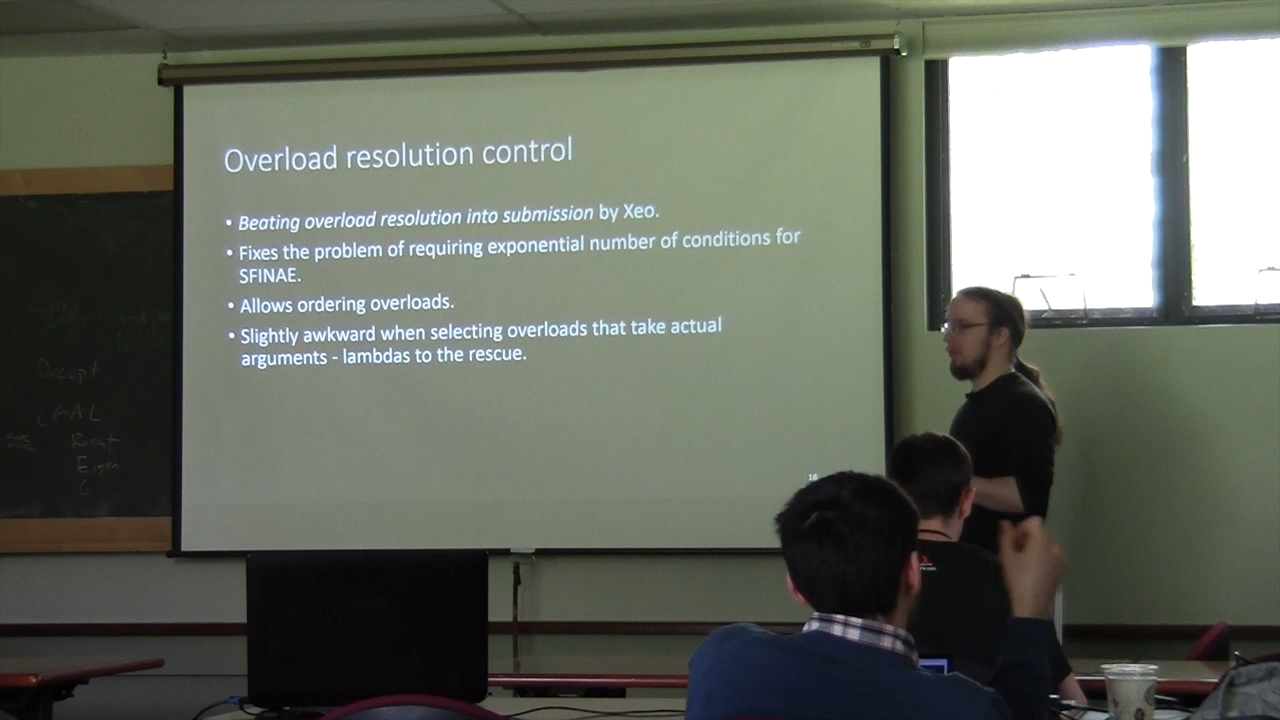 Overload resolution control
• Beating overload resolution into submission by Xeo.
• Fixes the problem of requiring exponential number of conditions for
SFINAE.
• Allows ordering overloads.
• Slightly awkward when selecting overloads that take actual
arguments - lambdas to the rescue.
16